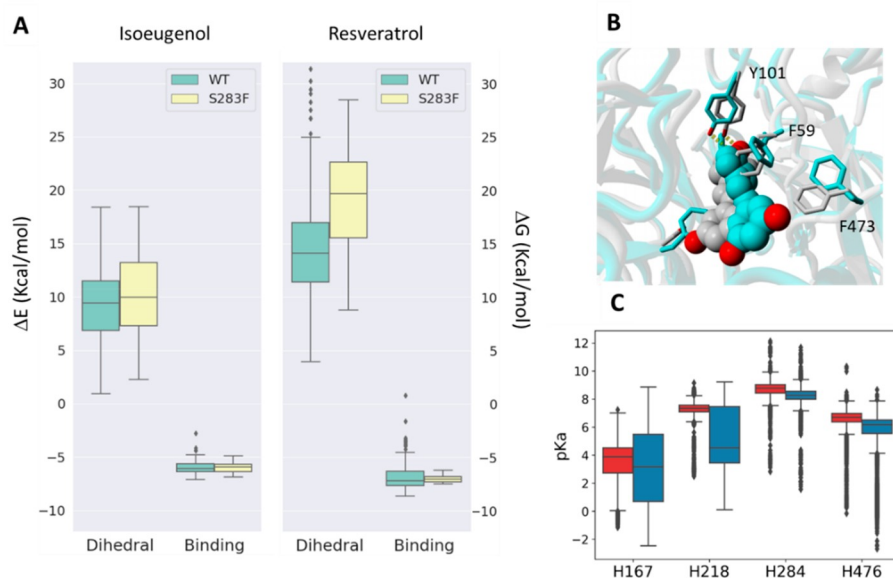 A
Isoeugenol
Resveratrol
WT
S283F
WT
S283F
30
25
20
15
10
5
0
−5
−10
ΔE (Kcal/mol)
30
25
20
15
10
5
0
−5
−10
ΔG (Kcal/mol)
Dihedral Binding
Dihedral Binding
B
Y101
F59
F473
C
12
10
8
6
4
2
0
−2
pKa
H167 H218 H284 H476